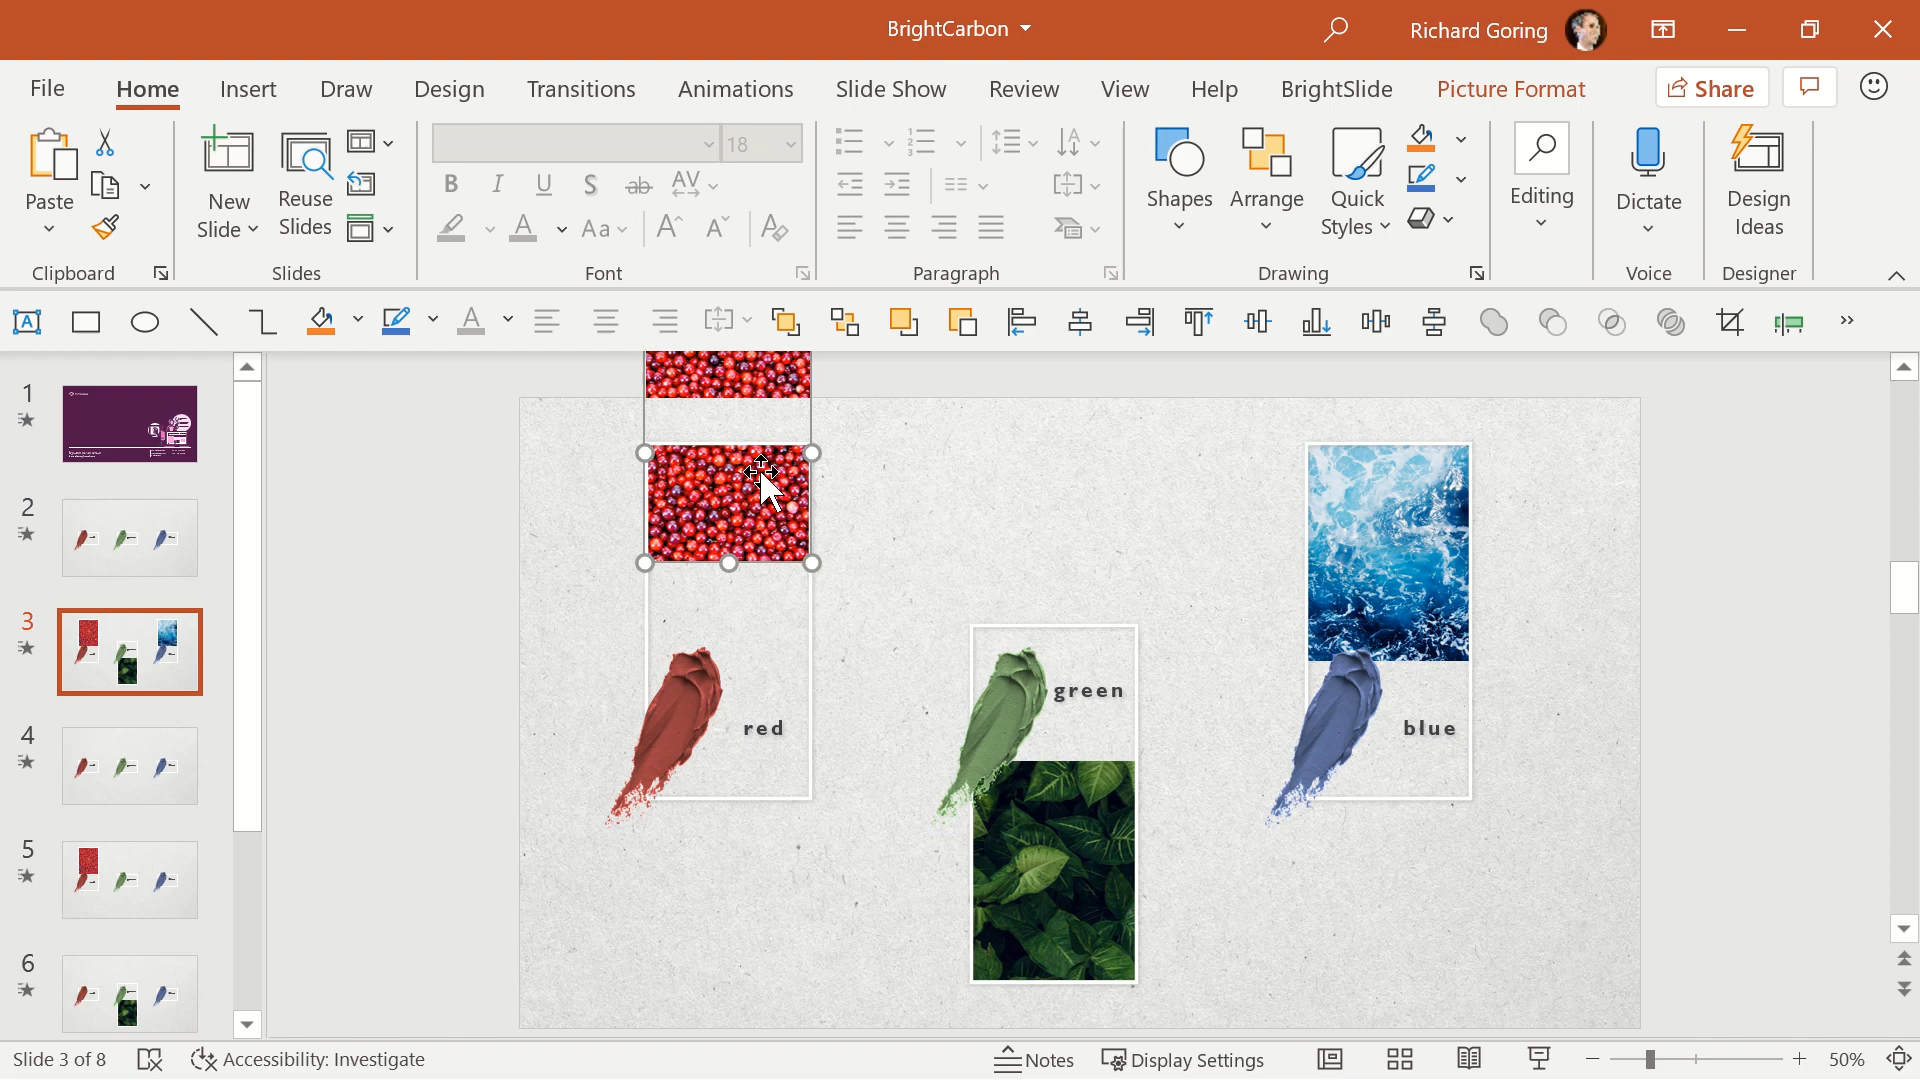 BrightCarbon
Richard Goring
File Home Insert Draw Design Transitions Animations Slide Show Review View Help BrightSlide Picture Format Share
Paste
New
Slide
Reuse
Slides
18
B I U S ab AV
A Aa A A A
Shapes
Arrange
Quick
Styles
Editing
Dictate
Design
Ideas
Clipboard Slides Font Paragraph Drawing Voice Designer
A A
1
2
3
4
5
6
red
green
blue
Slide 3 of 8 Accessibility: Investigate Notes Display Settings 50%